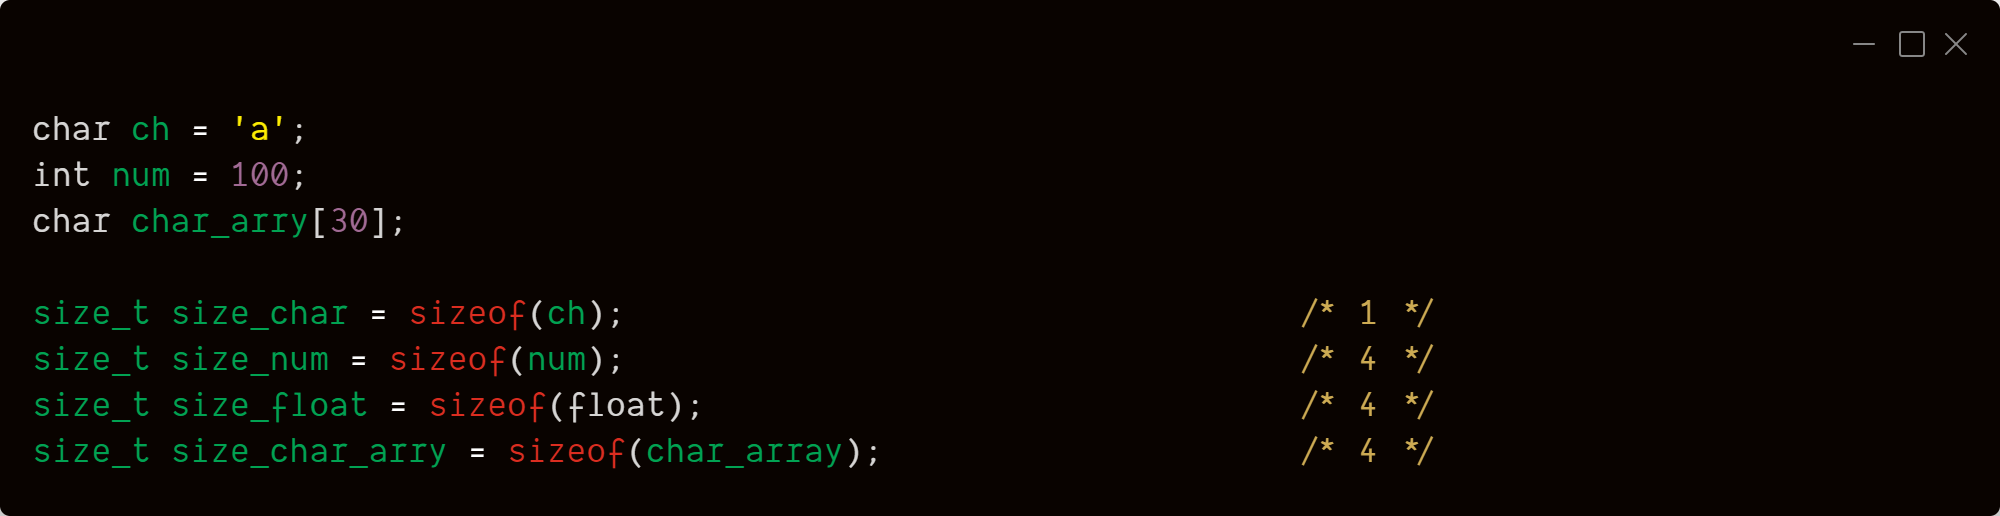 char ch = 'a';
int num = 100;
char char_arry[30];
size_t size_char = sizeof(ch); /* 1 */
size_t size_num = sizeof(num); /* 4 */
size_t size_float = sizeof(float); /* 4 */
size_t size_char_arry = sizeof(char_array); /* 4 */